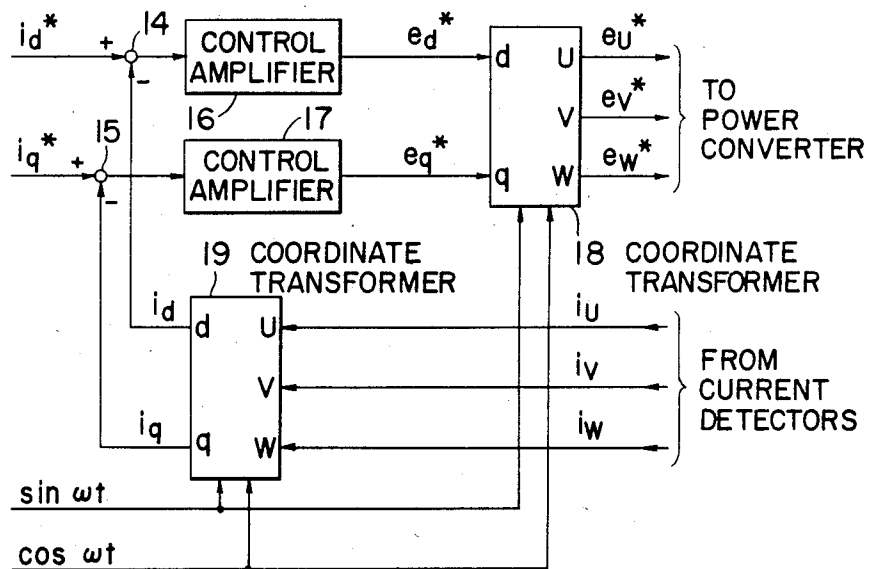 id*
+
14
-
CONTROL
AMPLIFIER
16
ed*
d
U
eU*
V
eV*
q
W
eW*
TO
POWER
CONVERTER
iq*
+
15
-
17
CONTROL
AMPLIFIER
eq*
18 COORDINATE
TRANSFORMER
19 COORDINATE
TRANSFORMER
id
d
U
iU
V
iV
iq
q
W
iW
FROM
CURRENT
DETECTORS
sin ωt
cos ωt